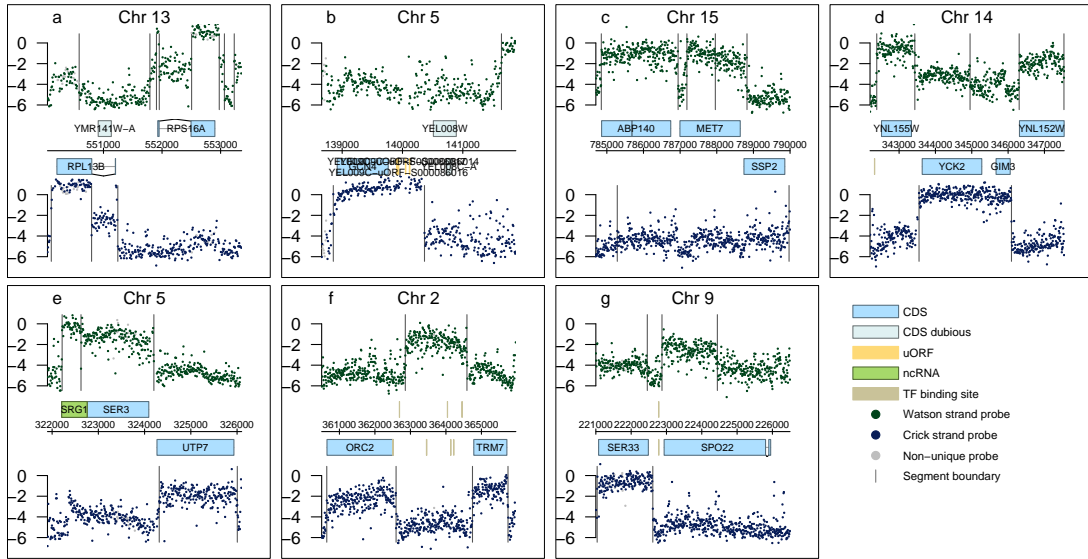 a Chr 13
0
−2
−4
−6
YMR141W−A RPS16A
551000 552000 553000
RPL13B
0
−2
−4
−6
b Chr 5
0
−2
−4
−6
YEL008W
139000 140000 141000
GCN4 YEL008C−A
YEL009C−uORF−S000086016
0
−2
−4
−6
c Chr 15
0
−2
−4
−6
ABP140 MET7
785000 786000 787000 788000 789000 790000
SSP2
0
−2
−4
−6
d Chr 14
0
−2
−4
−6
YNL155W YNL152W
343000 344000 345000 346000 347000
YCK2 GIM3
0
−2
−4
−6
e Chr 5
0
−2
−4
−6
SRG1 SER3
322000 323000 324000 325000 326000
UTP7
0
−2
−4
−6
f Chr 2
0
−2
−4
−6
361000 362000 363000 364000 365000
ORC2 TRM7
0
−2
−4
−6
g Chr 9
0
−2
−4
−6
221000 222000 223000 224000 225000 226000
SER33 SPO22
0
−2
−4
−6
CDS
CDS dubious
uORF
ncRNA
TF binding site
Watson strand probe
Crick strand probe
Non−unique probe
Segment boundary